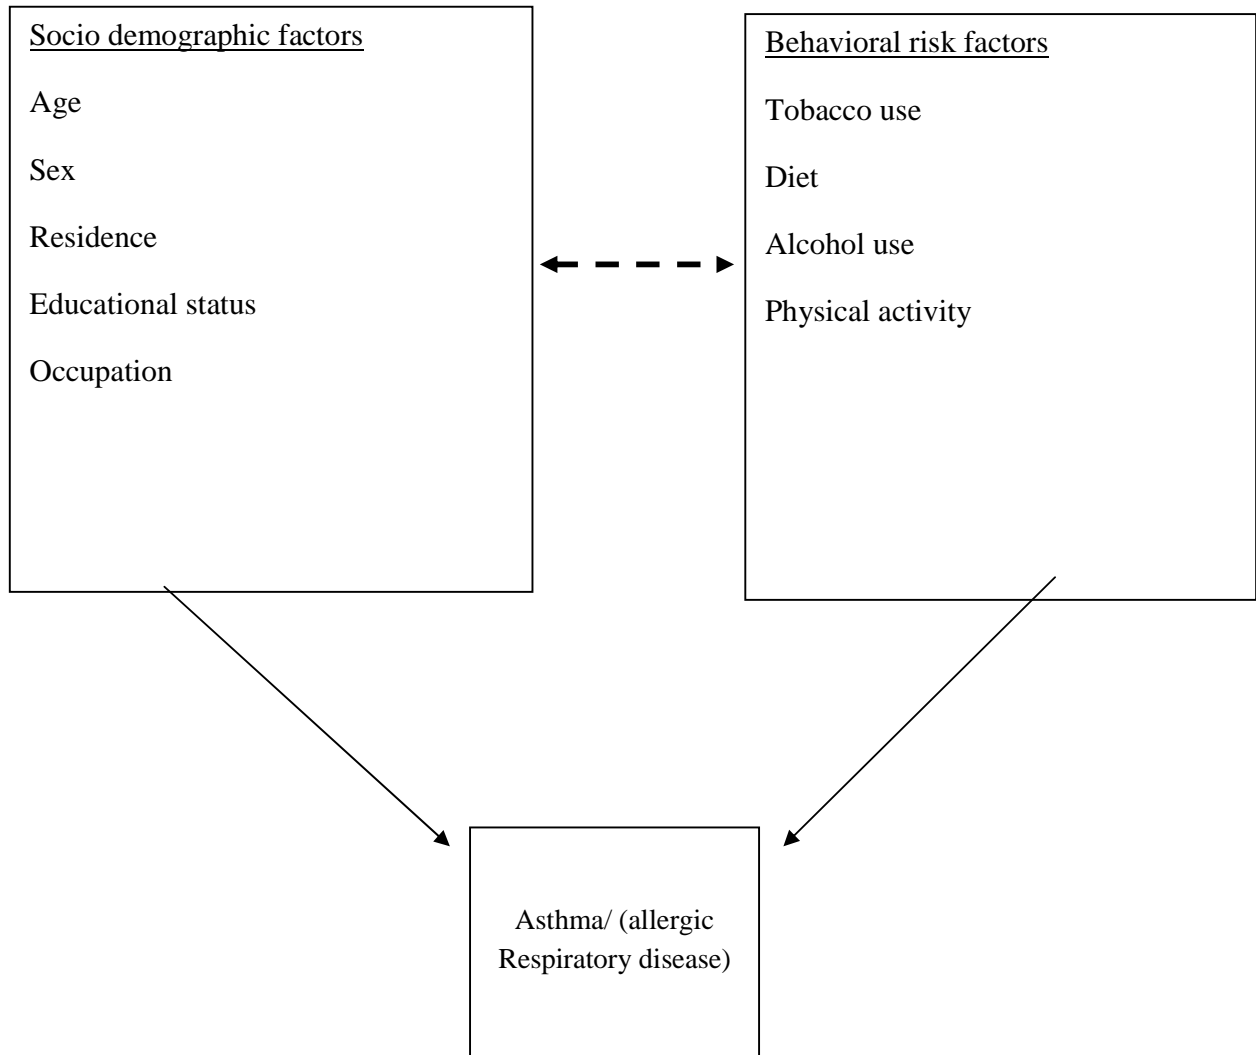 Socio demographic factors
Age
Sex
Residence
Educational status
Occupation
Behavioral risk factors
Tobacco use
Diet
Alcohol use
Physical activity
Asthma/ (allergic
Respiratory disease)